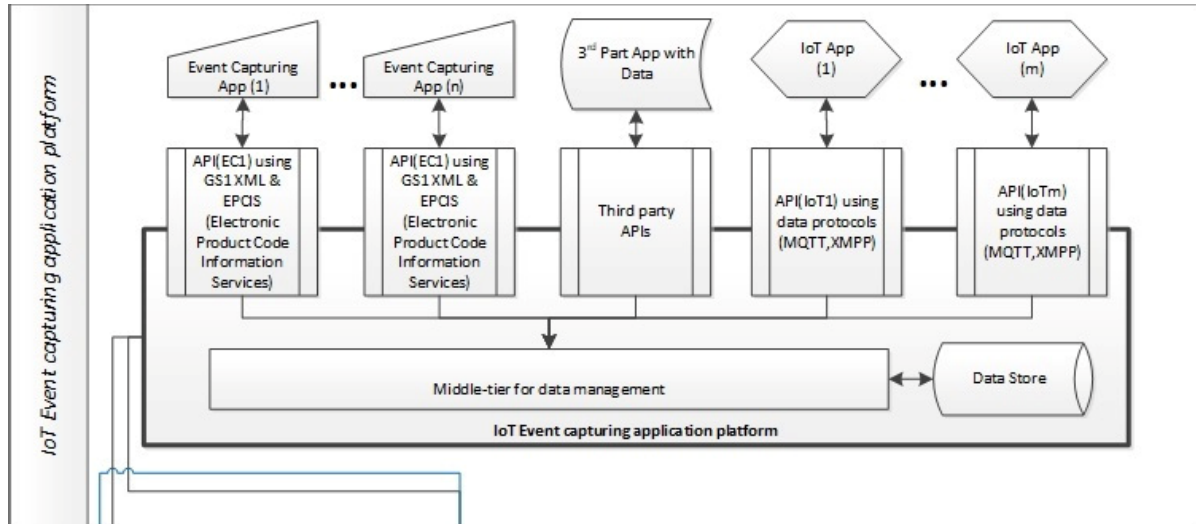 IoT Event capturing application platform
Event Capturing
App (1)
...
Event Capturing
App (n)
3rd Part App with
Data
IoT App
(1)
...
IoT App
(m)
API(EC1) using
GS1 XML &
EPCIS
(Electronic
Product Code
Information
Services)
API(EC1) using
GS1 XML &
EPCIS
(Electronic
Product Code
Information
Services)
Third party
APIs
API(IoT1) using
data protocols
(MQTT,XMPP)
API(IoTm)
using data
protocols
(MQTT,XMPP)
Middle-tier for data management
Data Store
IoT Event capturing application platform